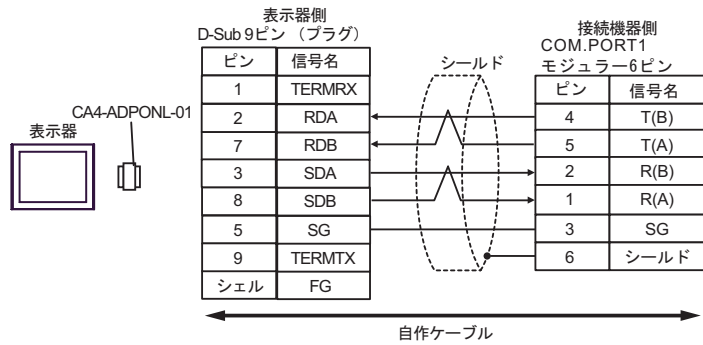 表示器側
D-Sub 9ピン （プラグ）
接続機器側
COM.PORT1
モジュラー6ピン
シールド
CA4-ADPONL-01
表示器
ピン 信号名
1 TERMRX
2 RDA
7 RDB
3 SDA
8 SDB
5 SG
9 TERMTX
シェル FG
ピン 信号名
4 T(B)
5 T(A)
2 R(B)
1 R(A)
3 SG
6 シールド
自作ケーブル